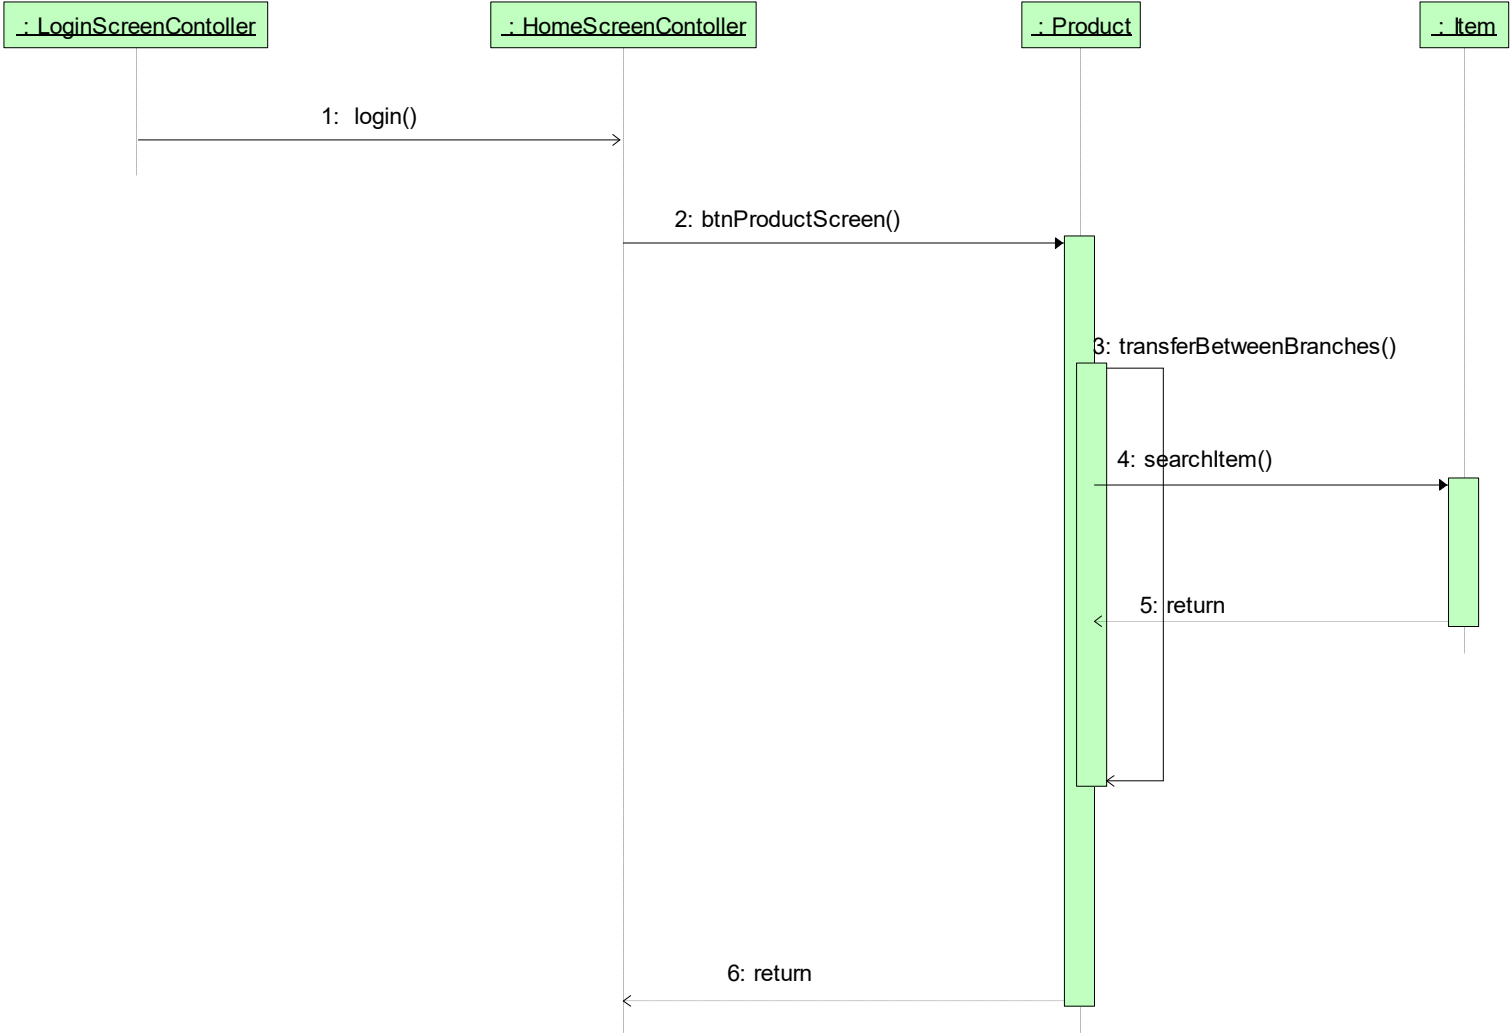 : LoginScreenContoller
: HomeScreenContoller
: Product
: Item
1: login()
2: btnProductScreen()
3: transferBetweenBranches()
4: searchItem()
5: return
6: return